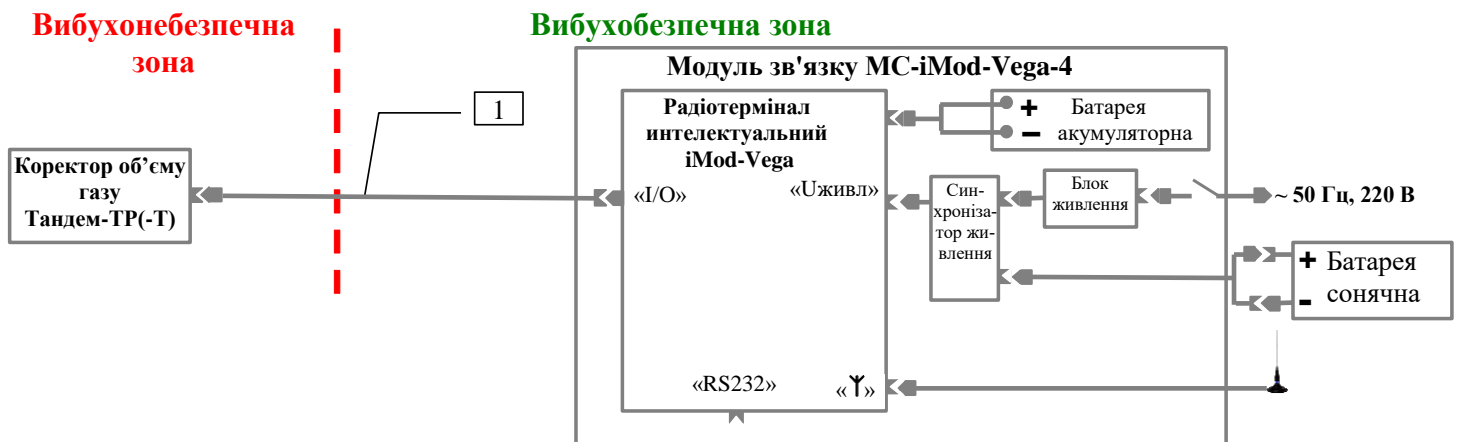 Вибухонебезпечна
зона
Вибухобезпечна зона
Модуль зв'язку МС-iMod-Vega-4
1
Коректор об’єму
газу
Тандем-ТР(-Т)
Радіотермінал
интелектуальний
iMod-Vega
«I/O»
«Uживл»
«RS232»
«
»
+
Батарея
–
акумуляторна
Син-
хроніза-
тор жи-
влення
Блок
живлення
~ 50 Гц, 220 В
+ Батарея
- сонячна